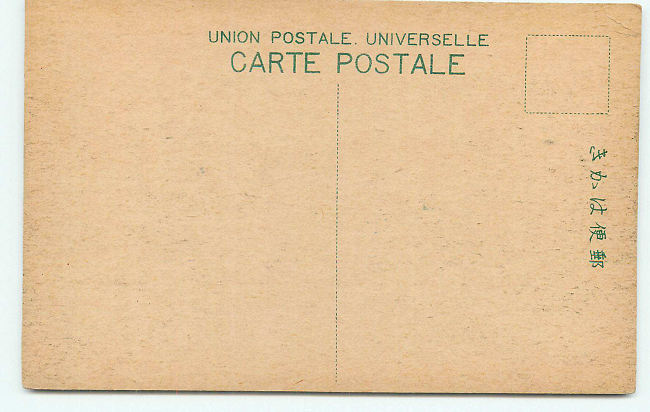 UNION POSTALE. UNIVERSELLE
CARTE POSTALE
郵便はかき